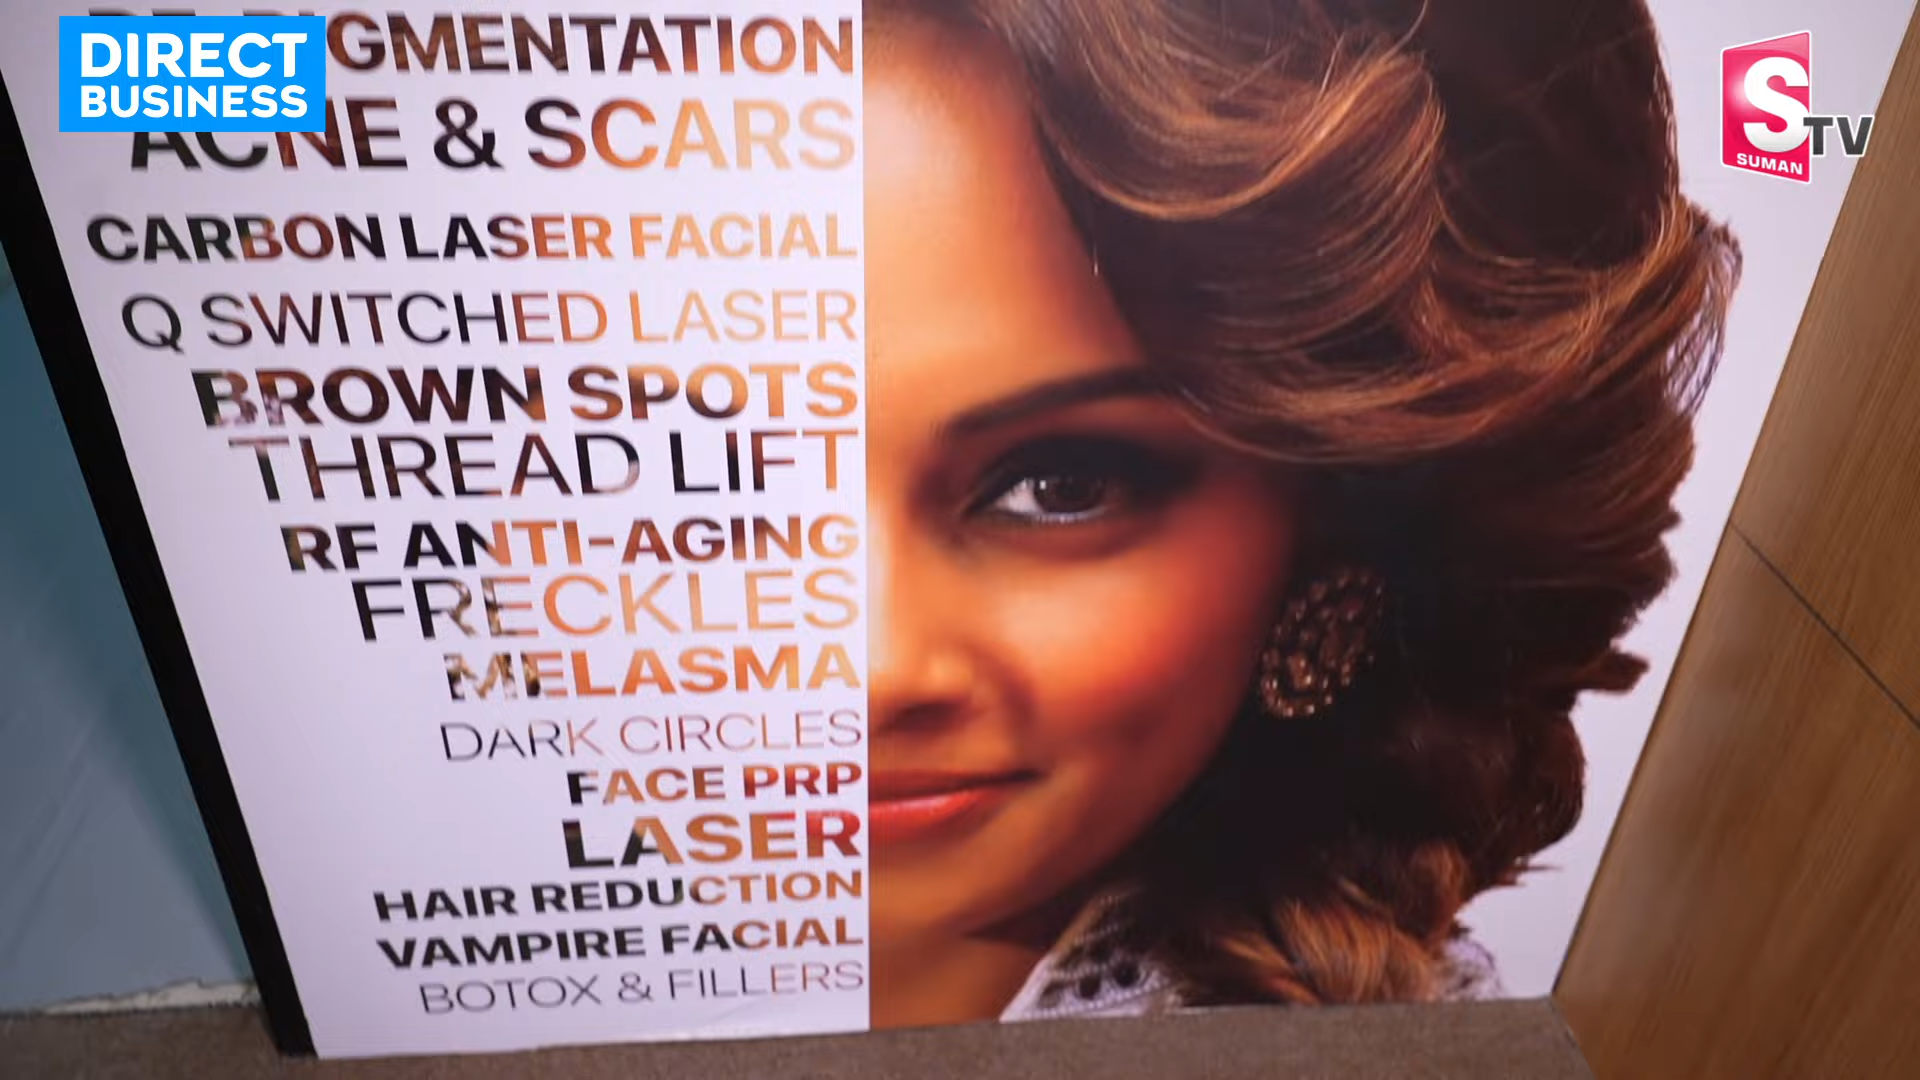 DIRECT
BUSINESS
GMENTATION
ACNE & SCARS
CARBON LASER FACIAL
Q SWITCHED LASER
BROWN SPOTS
THREAD LIFT
RF ANTI-AGING
FRECKLES
MELASMA
DARK CIRCLES
FACE PRP
LASER
HAIR REDUCTION
VAMPIRE FACIAL
BOTOX & FILLERS
S TV
SUMAN